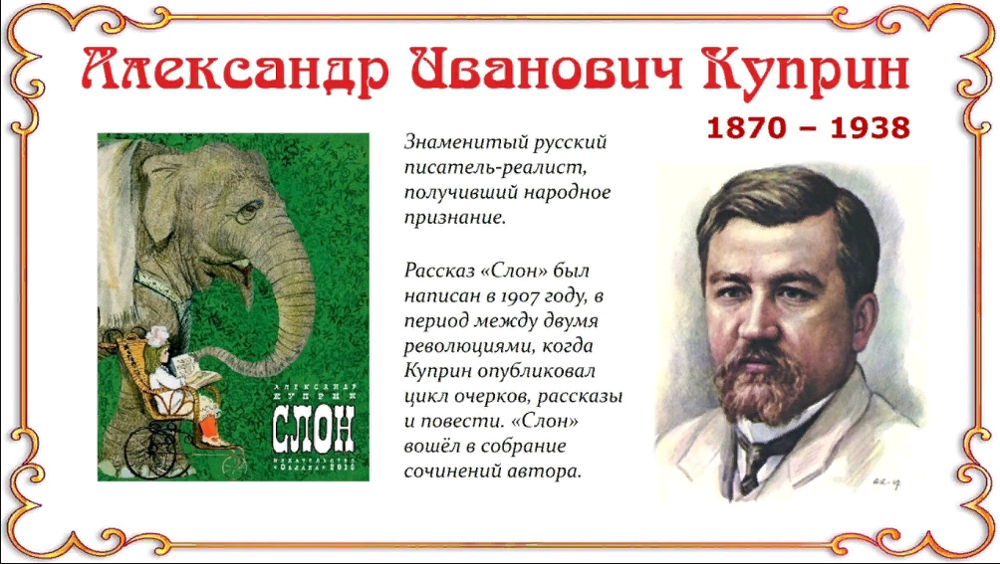 Александр Иванович Куприн
1870 – 1938
Знаменитый русский
писатель-реалист,
получивший народное
признание.
Рассказ «Слон» был
написан в 1907 году, в
период между двумя
революциями, когда
Куприн опубликовал
цикл очерков, рассказы
и повести. «Слон»
вошёл в собрание
сочинений автора.
АЛЕКСАНДР
КУПРИН
СЛОН
ИЗДАТЕЛЬСТВО